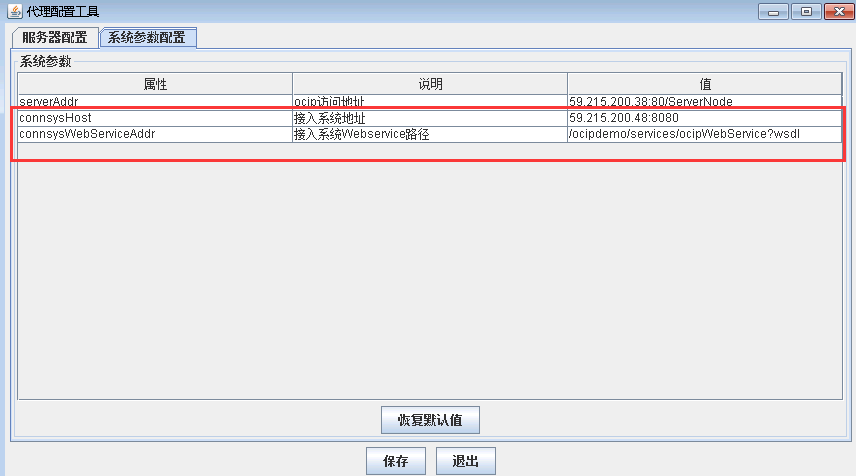 代理配置工具
服务器配置 系统参数配置
系统参数
属性 说明 值
serverAddr ocip访问地址 59.215.200.38:80/ServerNode
connsysHost 接入系统地址 59.215.200.48:8080
connsysWebServiceAddr 接入系统Webservice路径 /ocipdemo/services/ocipWebService?wsdl
恢复默认值
保存 退出